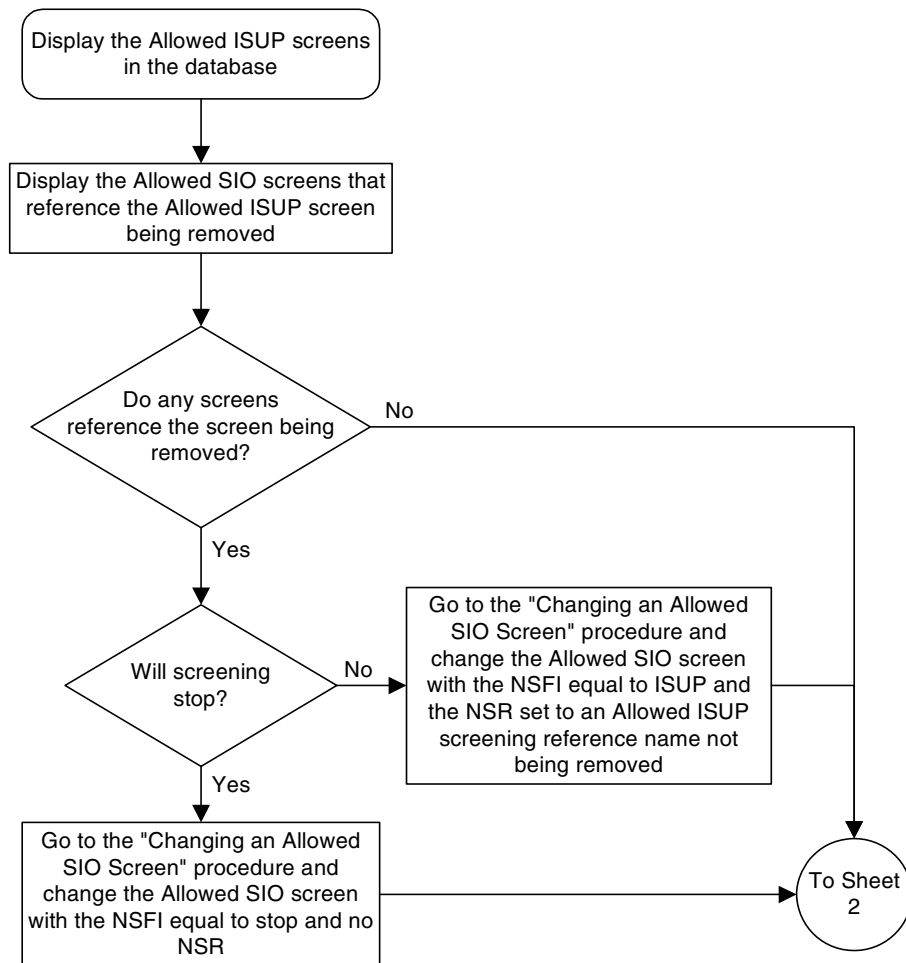 Display the Allowed ISUP screens
in the database
Display the Allowed SIO screens that
reference the Allowed ISUP screen
being removed
Do any screens
reference the screen being
removed?
No
Yes
Will screening
stop?
No
Go to the "Changing an Allowed
SIO Screen" procedure and
change the Allowed SIO screen
with the NSFI equal to ISUP and
the NSR set to an Allowed ISUP
screening reference name not
being removed
Yes
Go to the "Changing an Allowed
SIO Screen" procedure and
change the Allowed SIO screen
with the NSFI equal to stop and no
NSR
To Sheet
2